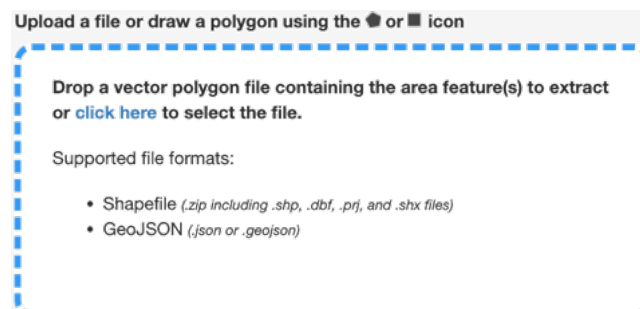 Upload a file or draw a polygon using the ⬟ or ■ icon
Drop a vector polygon file containing the area feature(s) to extract
or click here to select the file.
Supported file formats:
• Shapefile (.zip including .shp, .dbf, .prj, and .shx files)
• GeoJSON (.json or .geojson)